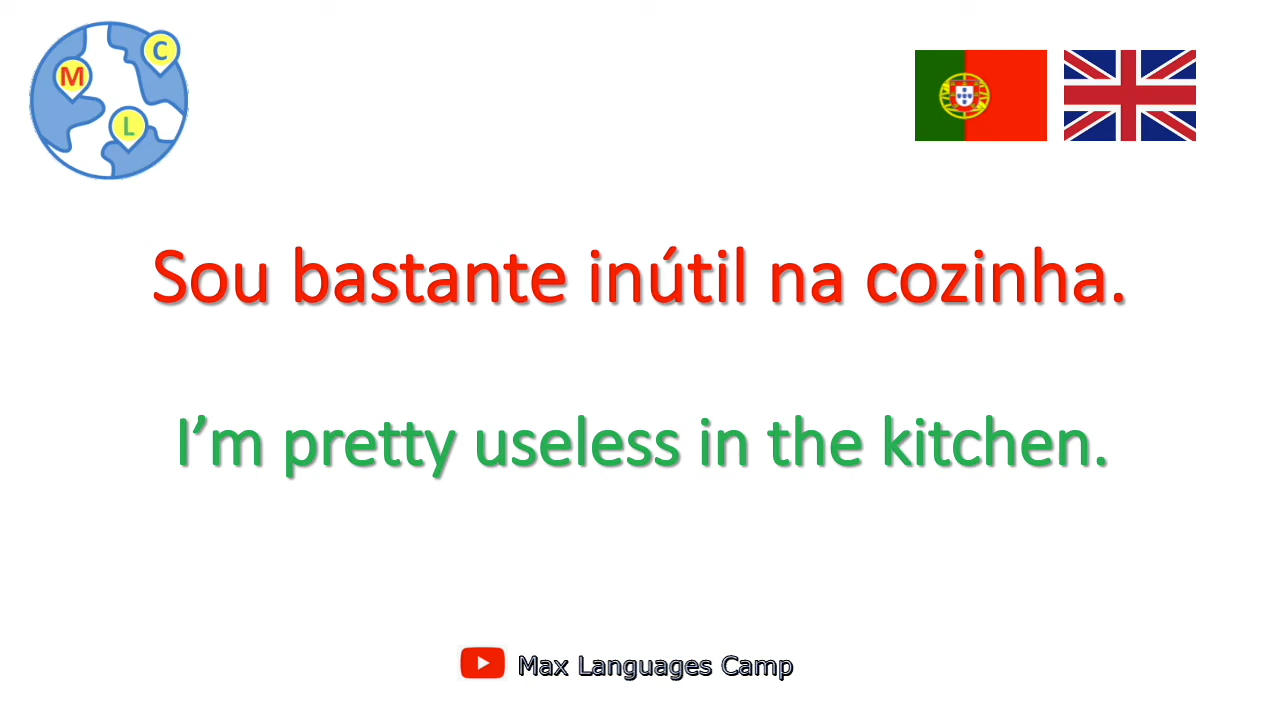 C
M
L
Sou bastante inútil na cozinha.
I’m pretty useless in the kitchen.
Max Languages Camp